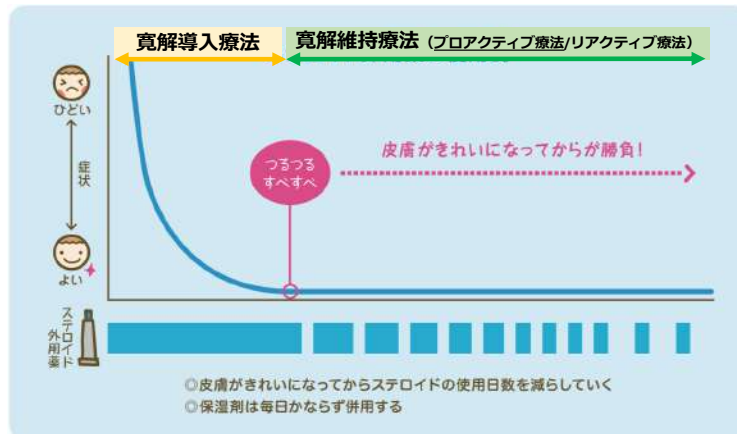 寛解導入療法
寛解維持療法（プロアクティブ療法/リアクティブ療法）
ひどい
症状
よい
つるつる
すべすべ
皮膚がきれいになってからが勝負!
ステロイド
外用薬
◎皮膚がきれいになってからステロイドの使用日数を減らしていく
◎保湿剤は毎日かならず併用する